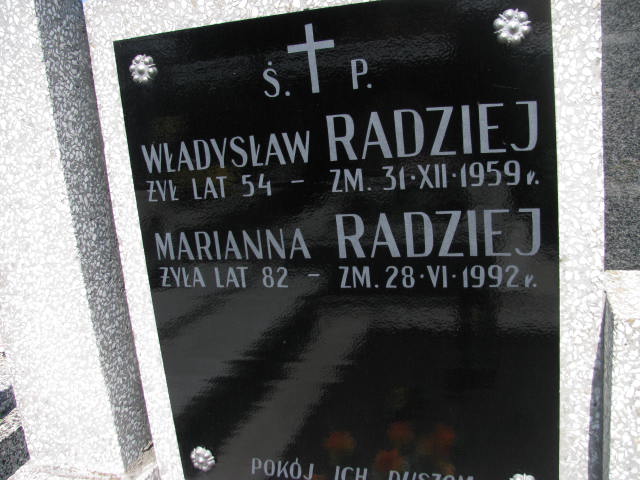 Ś. P.
WŁADYSŁAW RADZIEJ
ŻYŁ LAT 54 - ZM. 31·XII·1959 r.
MARIANNA RADZIEJ
ŻYŁA LAT 82 - ZM. 28·VI·1992 r.
POKÓJ ICH DUSZOM